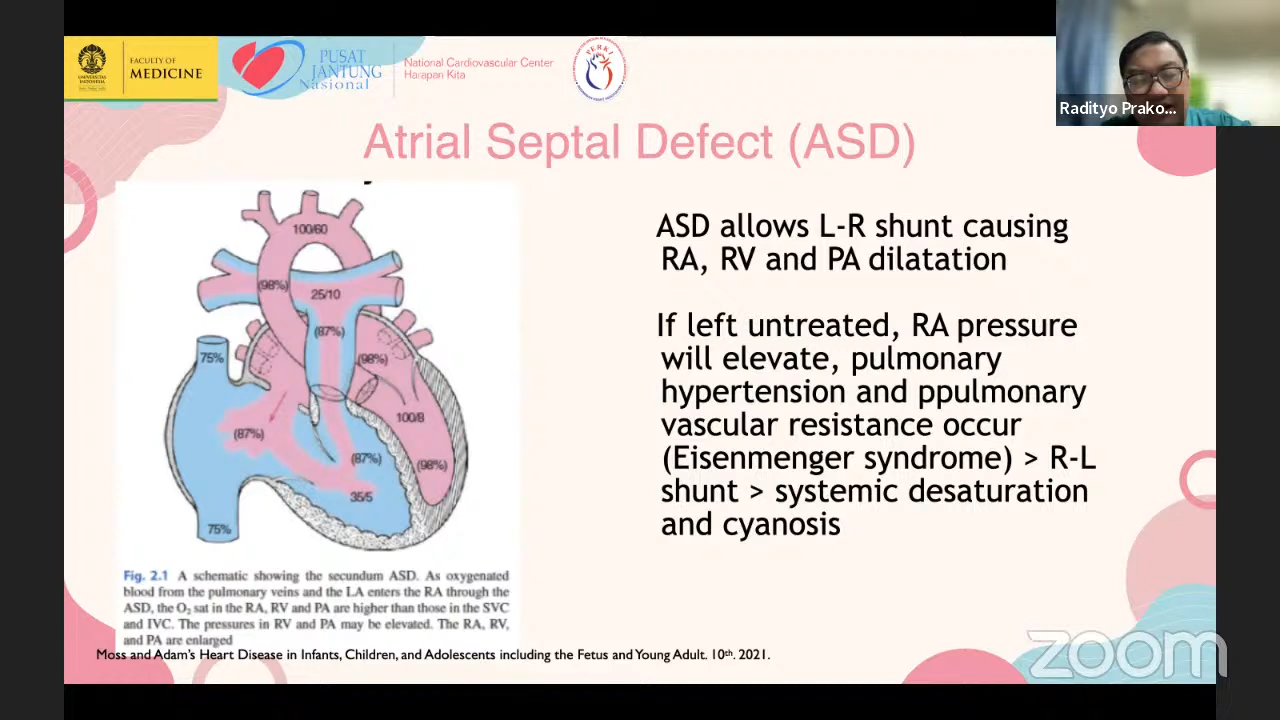 FACULTY OF
MEDICINE
UNIVERSITAS
INDONESIA
PUSAT
JANTUNG
Nasional
National Cardiovascular Center
Harapan Kita
PERKI
Radityo Prako...
Atrial Septal Defect (ASD)
100/60
(98%)
25/10
(87%)
75%
(98%)
100/8
(87%)
(87%)
(98%)
35/5
75%
Fig. 2.1 A schematic showing the secundum ASD. As oxygenated
blood from the pulmonary veins and the LA enters the RA through the
ASD, the O₂ sat in the RA, RV and PA are higher than those in the SVC
and IVC. The pressures in RV and PA may be elevated. The RA, RV,
and PA are enlarged
ASD allows L-R shunt causing
RA, RV and PA dilatation
If left untreated, RA pressure
will elevate, pulmonary
hypertension and ppulmonary
vascular resistance occur
(Eisenmenger syndrome) > R-L
shunt > systemic desaturation
and cyanosis
Moss and Adam's Heart Disease in Infants, Children, and Adolescents including the Fetus and Young Adult. 10th. 2021.
zoom